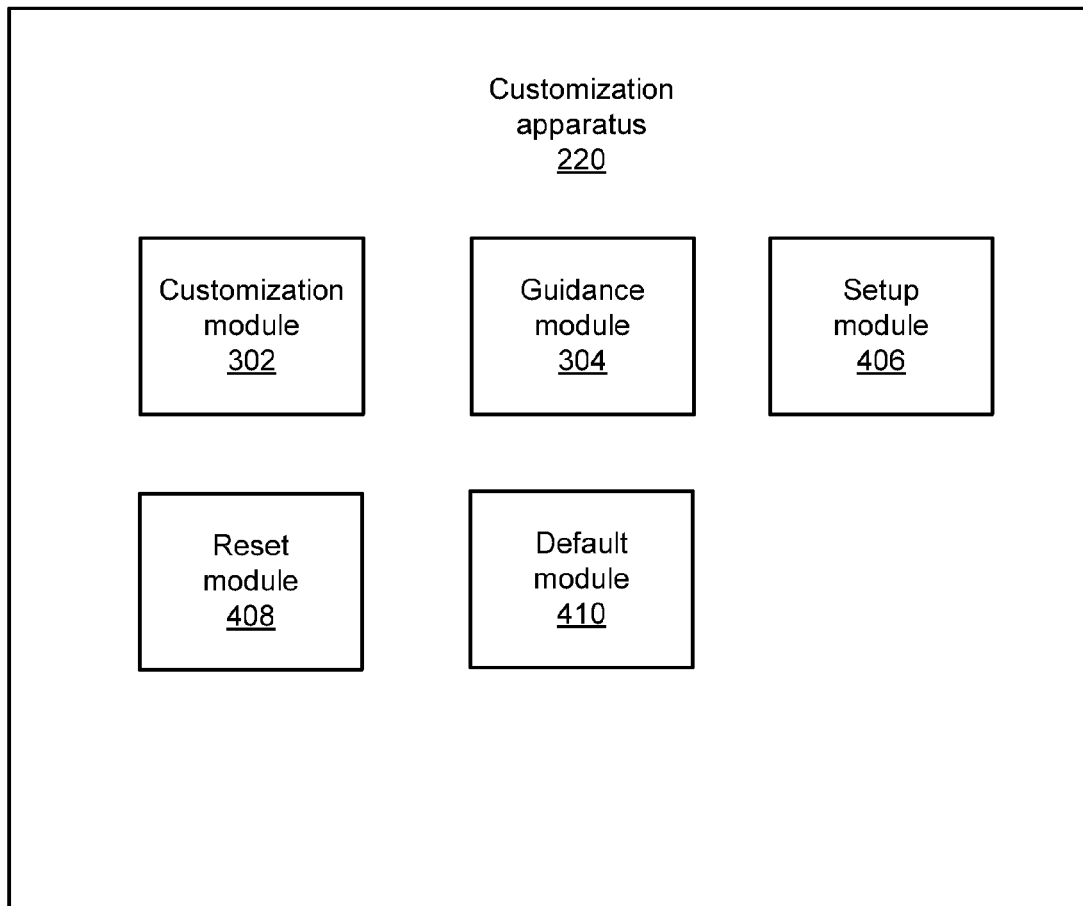 Customization
apparatus
220
Customization
module
302
Guidance
module
304
Setup
module
406
Reset
module
408
Default
module
410